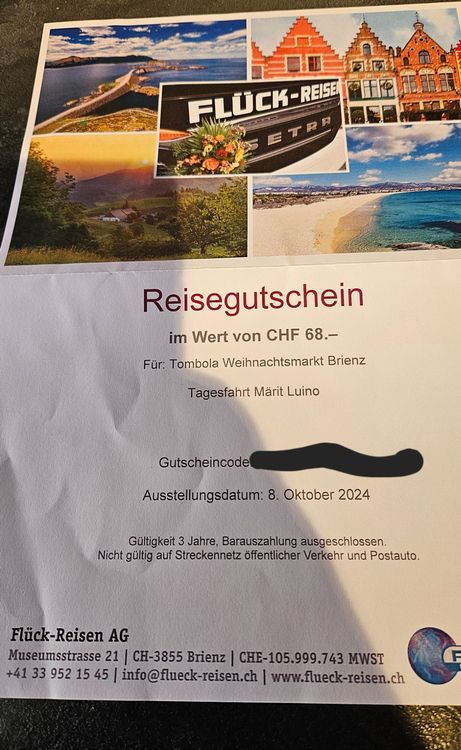 FLÜCK-REISEN
SETRA
Reisegutschein
im Wert von CHF 68.–
Für: Tombola Weihnachtsmarkt Brienz
Tagesfahrt Märit Luino
Gutscheincode
Ausstellungsdatum: 8. Oktober 2024
Gültigkeit 3 Jahre, Barauszahlung ausgeschlossen.
Nicht gültig auf Streckennetz öffentlicher Verkehr und Postauto.
Flück-Reisen AG
Museumsstrasse 21 | CH-3855 Brienz | CHE-105.999.743 MWST
+41 33 952 15 45 | info@flueck-reisen.ch | www.flueck-reisen.ch